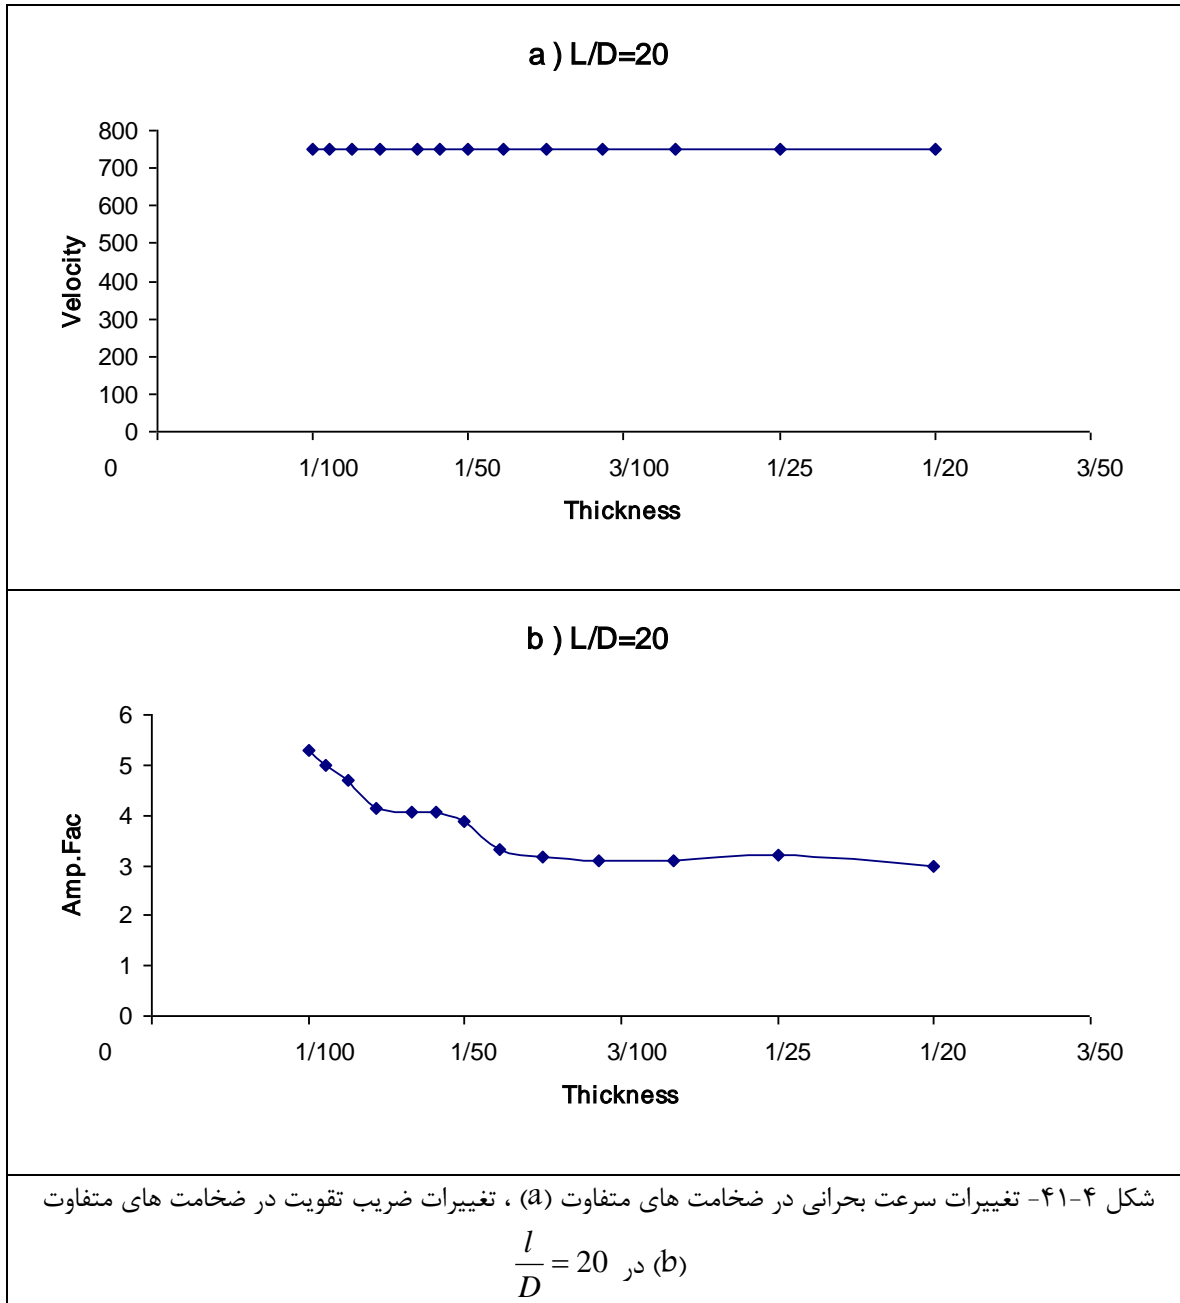 a ) L/D=20
800
700
600
500
400
300
200
100
0
Velocity
0 1/100 1/50 3/100 1/25 1/20 3/50
Thickness
b ) L/D=20
6
5
4
3
2
1
0
Amp.Fac
0 1/100 1/50 3/100 1/25 1/20 3/50
Thickness
شکل ۴-۴۱- تغییرات سرعت بحرانی در ضخامت های متفاوت (a) ، تغییرات ضریب تقویت در ضخامت های متفاوت
(b) در l/D = 20